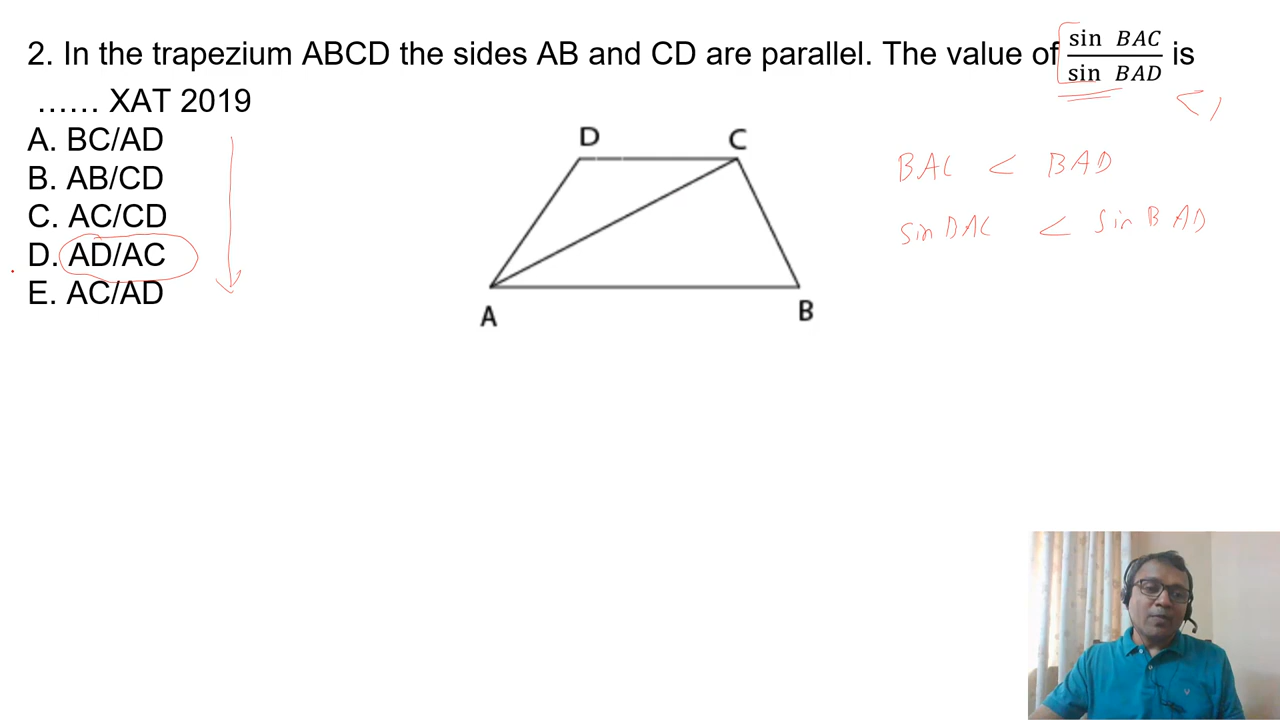 2. In the trapezium ABCD the sides AB and CD are parallel. The value of sin BAC / sin BAD is
...... XAT 2019
A. BC/AD
B. AB/CD
C. AC/CD
D. AD/AC
E. AC/AD
D C
A B
< 1
BAC < BAD
sin BAC < sin BAD